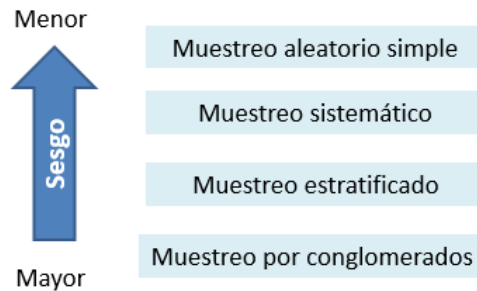 Menor
Muestreo aleatorio simple
Muestreo sistemático
Sesgo
Muestreo estratificado
Muestreo por conglomerados
Mayor